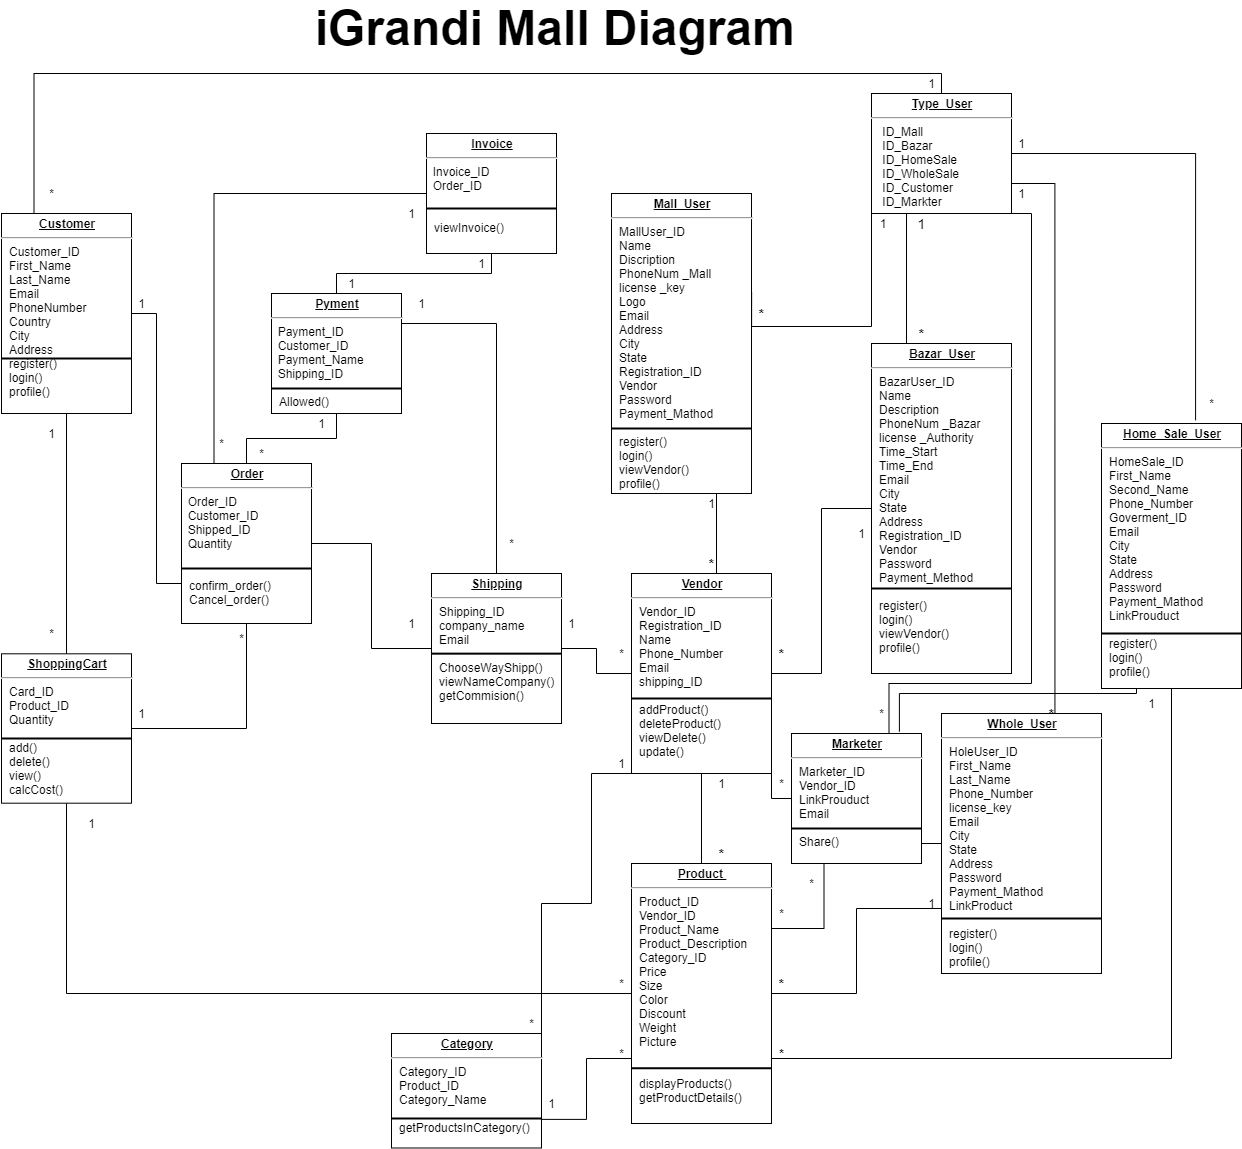 iGrandi Mall Diagram
1
Type_User
ID_Mall
ID_Bazar
ID_HomeSale
ID_WholeSale
ID_Customer
ID_Markter
1
1
1
1
Invoice
Invoice_ID
Order_ID
viewInvoice()
1
1
*
Customer
Customer_ID
First_Name
Last_Name
Email
PhoneNumber
Country
City
Address
register()
login()
profile()
1
1
Mall_User
MallUser_ID
Name
Discription
PhoneNum _Mall
license _key
Logo
Email
Address
City
State
Registration_ID
Vendor
Password
Payment_Mathod
register()
login()
viewVendor()
profile()
*
1
*
1
Pyment
Payment_ID
Customer_ID
Payment_Name
Shipping_ID
Allowed()
1
1
*
Bazar_User
BazarUser_ID
Name
Description
PhoneNum _Bazar
license _Authority
Time_Start
Time_End
Email
City
State
Address
Registration_ID
Vendor
Password
Payment_Method
register()
login()
viewVendor()
profile()
1
*
Home_Sale_User
HomeSale_ID
First_Name
Second_Name
Phone_Number
Goverment_ID
Email
City
State
Address
Password
Payment_Mathod
LinkProuduct
register()
login()
profile()
1
*
*
Order
Order_ID
Customer_ID
Shipped_ID
Quantity
confirm_order()
Cancel_order()
*
*
Shipping
Shipping_ID
company_name
Email
ChooseWayShipp()
viewNameCompany()
getCommision()
1
1
Vendor
Vendor_ID
Registration_ID
Name
Phone_Number
Email
shipping_ID
addProduct()
deleteProduct()
viewDelete()
update()
*
*
1
1
*
*
ShoppingCart
Card_ID
Product_ID
Quantity
add()
delete()
view()
calcCost()
1
1
*
Marketer
Marketer_ID
Vendor_ID
LinkProuduct
Email
Share()
*
*
Whole_User
HoleUser_ID
First_Name
Last_Name
Phone_Number
license_key
Email
City
State
Address
Password
Payment_Mathod
LinkProduct
register()
login()
profile()
1
*
Product
Product_ID
Vendor_ID
Product_Name
Product_Description
Category_ID
Price
Size
Color
Discount
Weight
Picture
displayProducts()
getProductDetails()
*
*
*
*
*
*
Category
Category_ID
Product_ID
Category_Name
getProductsInCategory()
1